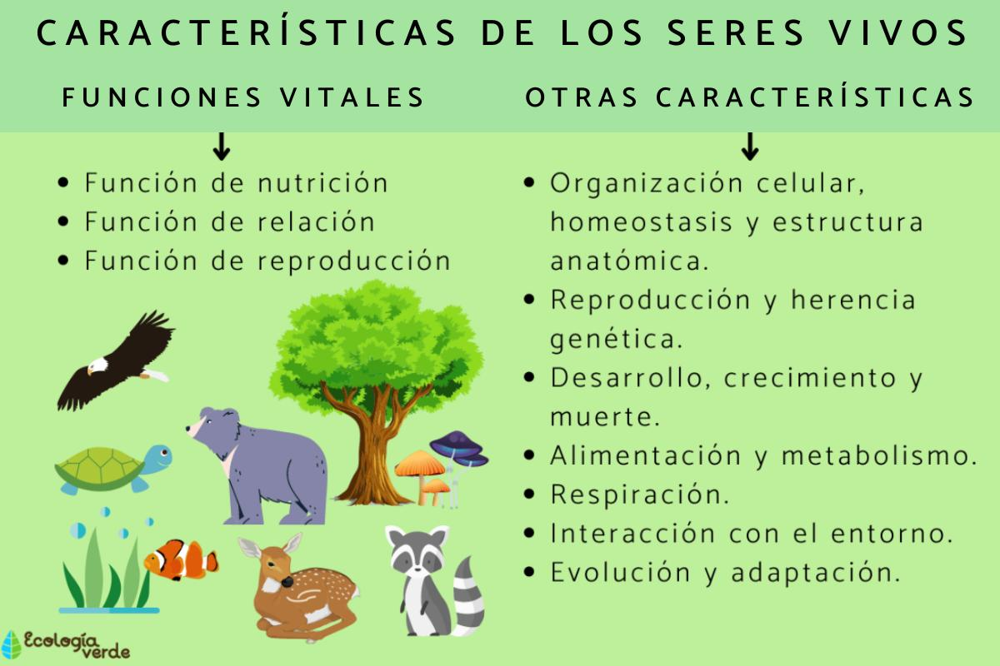 CARACTERÍSTICAS DE LOS SERES VIVOS
FUNCIONES VITALES
• Función de nutrición
• Función de relación
• Función de reproducción
OTRAS CARACTERÍSTICAS
• Organización celular,
homeostasis y estructura
anatómica.
• Reproducción y herencia
genética.
• Desarrollo, crecimiento y
muerte.
• Alimentación y metabolismo.
• Respiración.
• Interacción con el entorno.
• Evolución y adaptación.
Ecología
verde